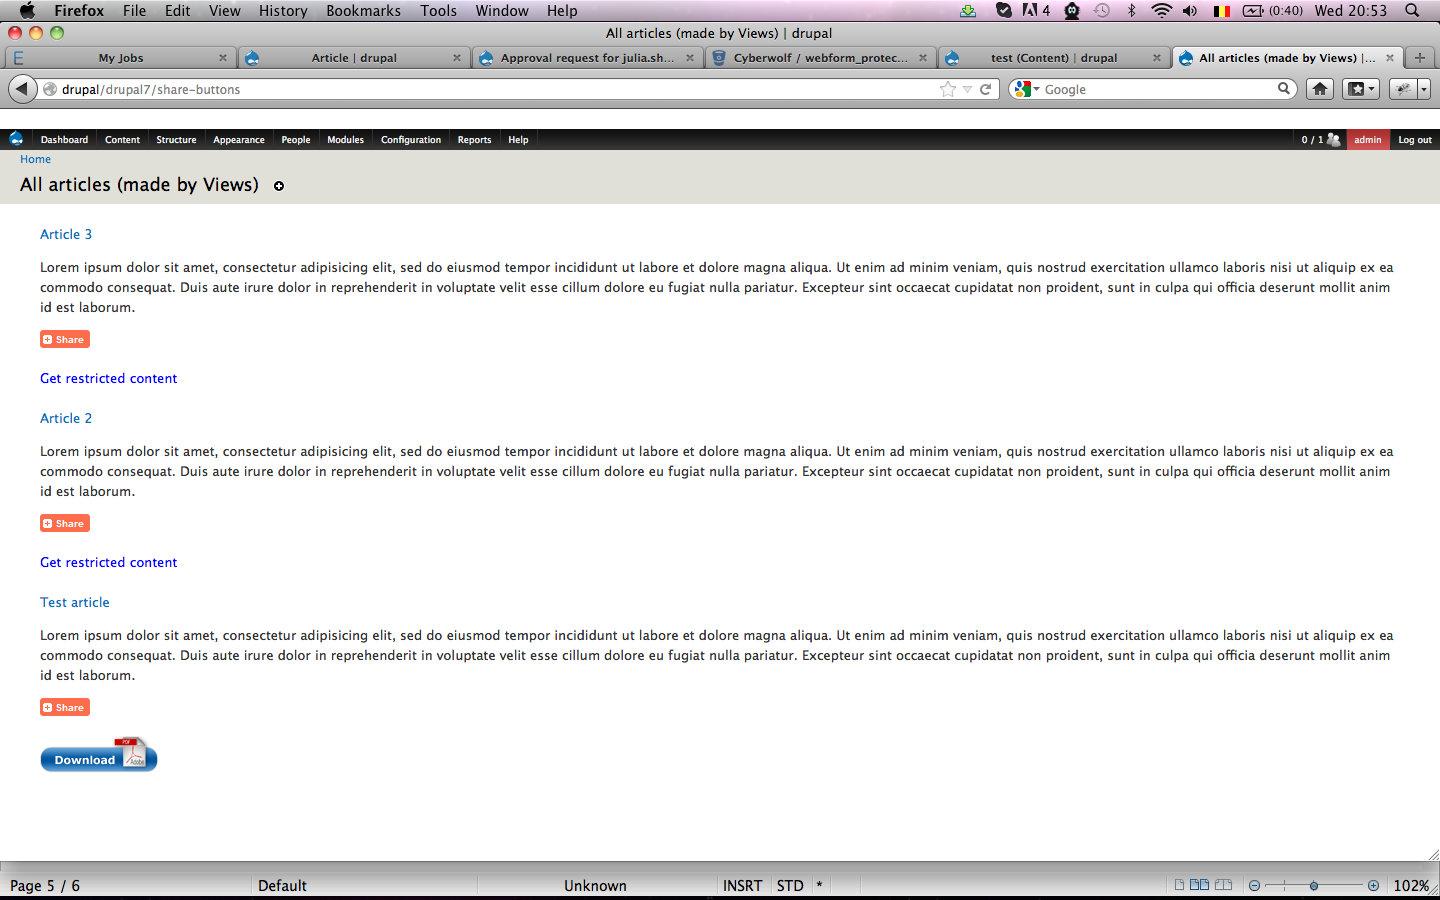 Firefox File Edit View History Bookmarks Tools Window Help 4 (0:40) Wed 20:53
All articles (made by Views) | drupal
My Jobs Article | drupal Approval request for julia.sh... Cyberwolf / webform_protec... test (Content) | drupal All articles (made by Views) |...
drupal/drupal7/share-buttons Google
Dashboard Content Structure Appearance People Modules Configuration Reports Help 0 / 1 admin Log out
Home
All articles (made by Views)
Article 3
Lorem ipsum dolor sit amet, consectetur adipisicing elit, sed do eiusmod tempor incididunt ut labore et dolore magna aliqua. Ut enim ad minim veniam, quis nostrud exercitation ullamco laboris nisi ut aliquip ex ea
commodo consequat. Duis aute irure dolor in reprehenderit in voluptate velit esse cillum dolore eu fugiat nulla pariatur. Excepteur sint occaecat cupidatat non proident, sunt in culpa qui officia deserunt mollit anim
id est laborum.
Share
Get restricted content
Article 2
Lorem ipsum dolor sit amet, consectetur adipisicing elit, sed do eiusmod tempor incididunt ut labore et dolore magna aliqua. Ut enim ad minim veniam, quis nostrud exercitation ullamco laboris nisi ut aliquip ex ea
commodo consequat. Duis aute irure dolor in reprehenderit in voluptate velit esse cillum dolore eu fugiat nulla pariatur. Excepteur sint occaecat cupidatat non proident, sunt in culpa qui officia deserunt mollit anim
id est laborum.
Share
Get restricted content
Test article
Lorem ipsum dolor sit amet, consectetur adipisicing elit, sed do eiusmod tempor incididunt ut labore et dolore magna aliqua. Ut enim ad minim veniam, quis nostrud exercitation ullamco laboris nisi ut aliquip ex ea
commodo consequat. Duis aute irure dolor in reprehenderit in voluptate velit esse cillum dolore eu fugiat nulla pariatur. Excepteur sint occaecat cupidatat non proident, sunt in culpa qui officia deserunt mollit anim
id est laborum.
Share
PDF
Download Adobe
Page 5 / 6 Default Unknown INSRT STD * 102%